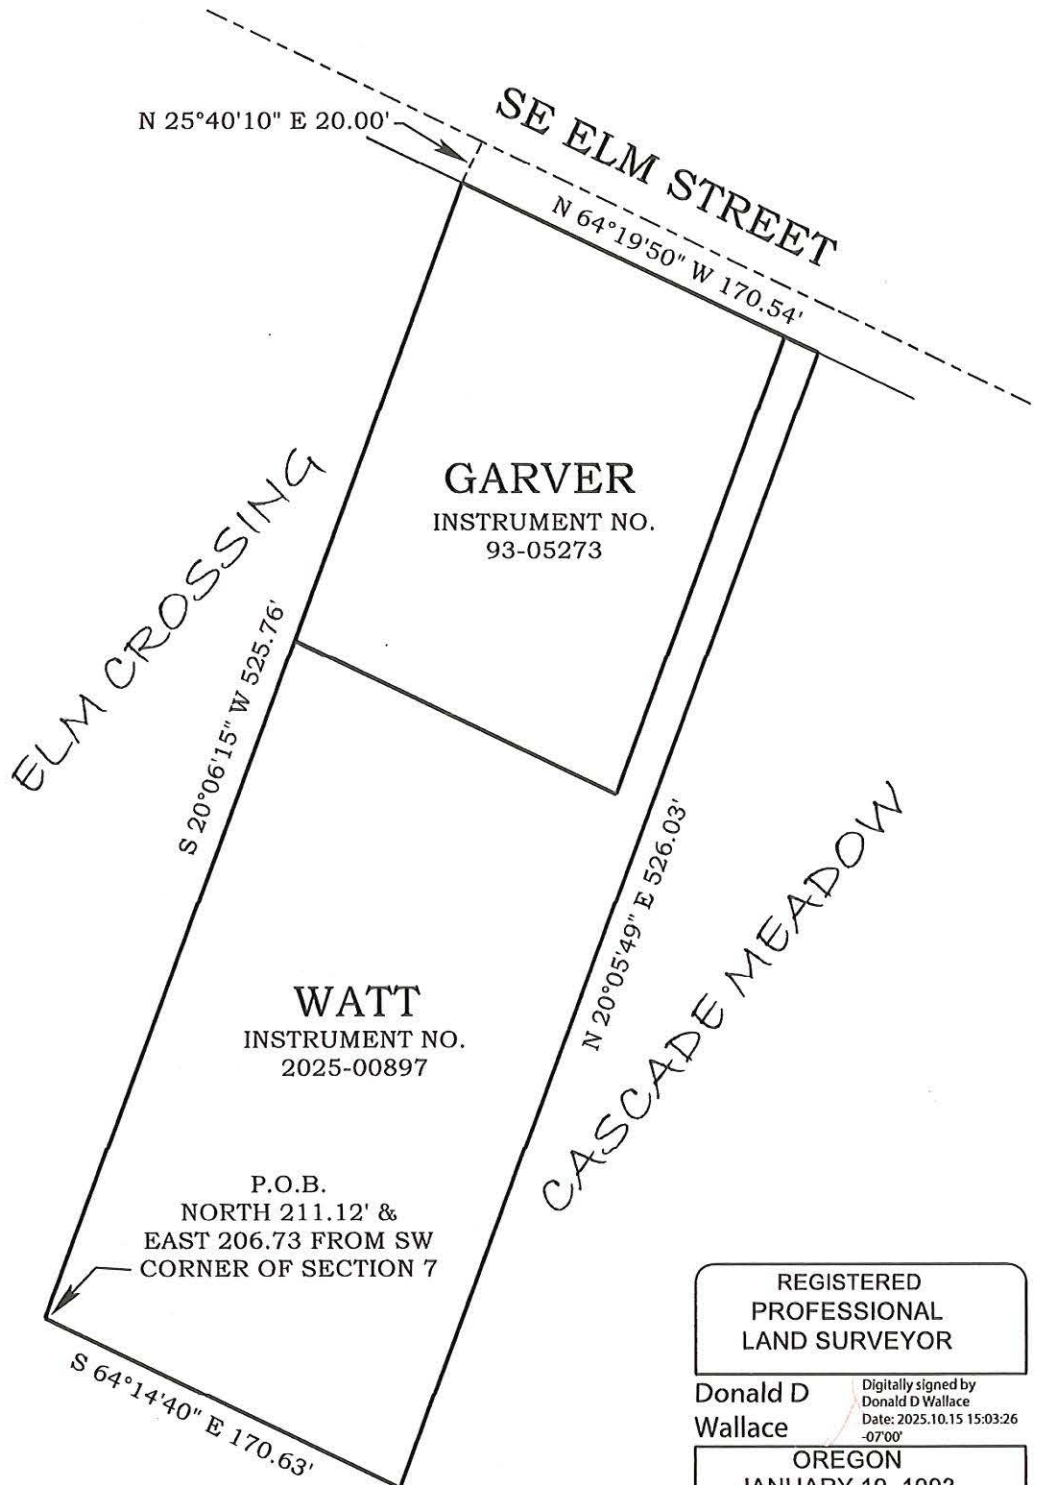 N 25°40'10" E 20.00'
SE ELM STREET
N 64°19'50" W 170.54'
GARVER
INSTRUMENT NO.
93-05273
ELM CROSSING
S 20°06'15" W 525.76'
N 20°05'49" E 526.03'
CASCADE MEADOW
WATT
INSTRUMENT NO.
2025-00897
P.O.B.
NORTH 211.12' &
EAST 206.73 FROM SW
CORNER OF SECTION 7
S 64°14'40" E 170.63'
REGISTERED
PROFESSIONAL
LAND SURVEYOR
Donald D
Wallace
Digitally signed by
Donald D Wallace
Date: 2025.10.15 15:03:26
-07'00'
OREGON
JANUARY 19, 1993